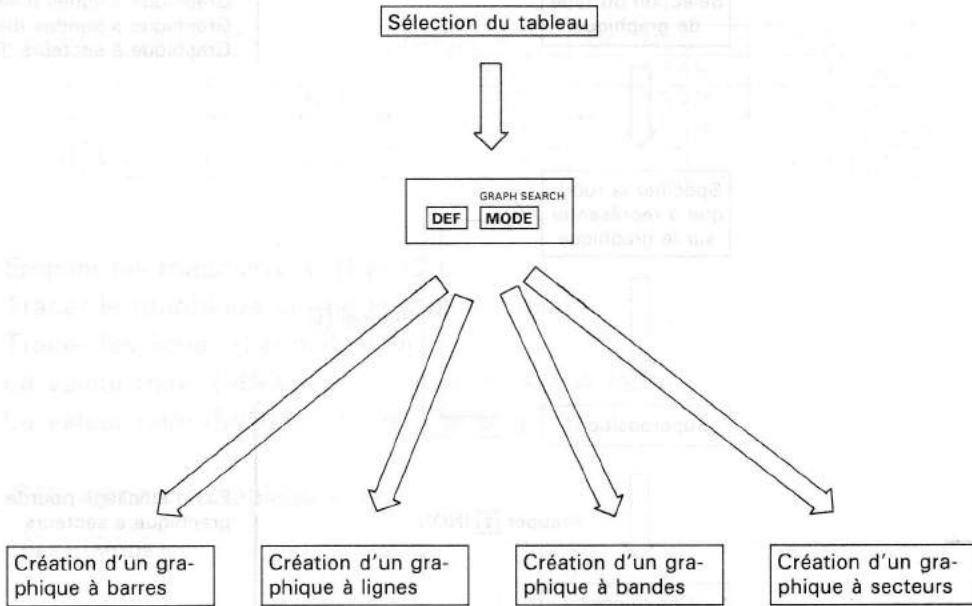 Sélection du tableau
GRAPH SEARCH
DEF MODE
Création d'un gra-
phique à barres
Création d'un gra-
phique à lignes
Création d'un gra-
phique à bandes
Création d'un gra-
phique à secteurs